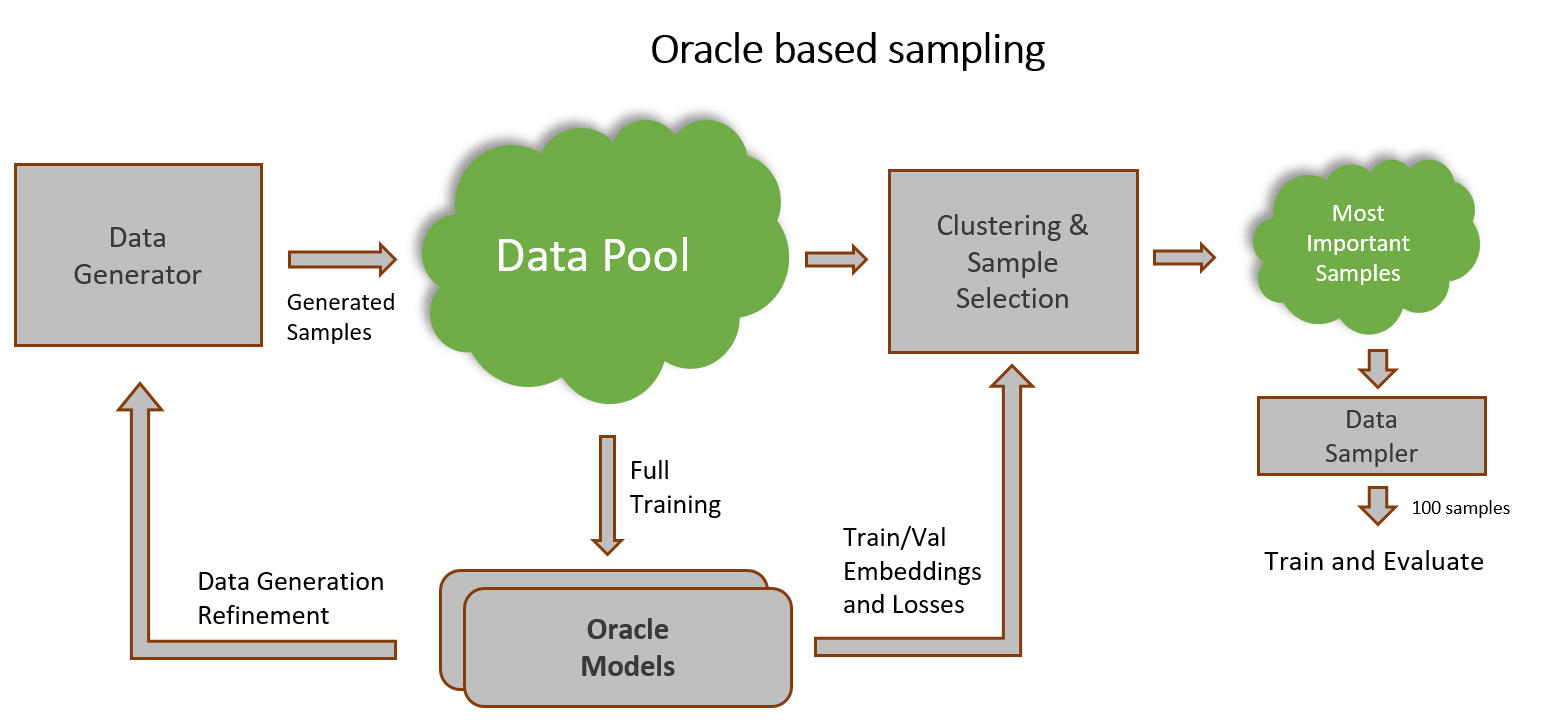 Oracle based sampling
Data
Generator
Generated
Samples
Data Pool
Clustering &
Sample
Selection
Most
Important
Samples
Data
Sampler
100 samples
Train and Evaluate
Full
Training
Train/Val
Embeddings
and Losses
Data Generation
Refinement
Oracle
Models